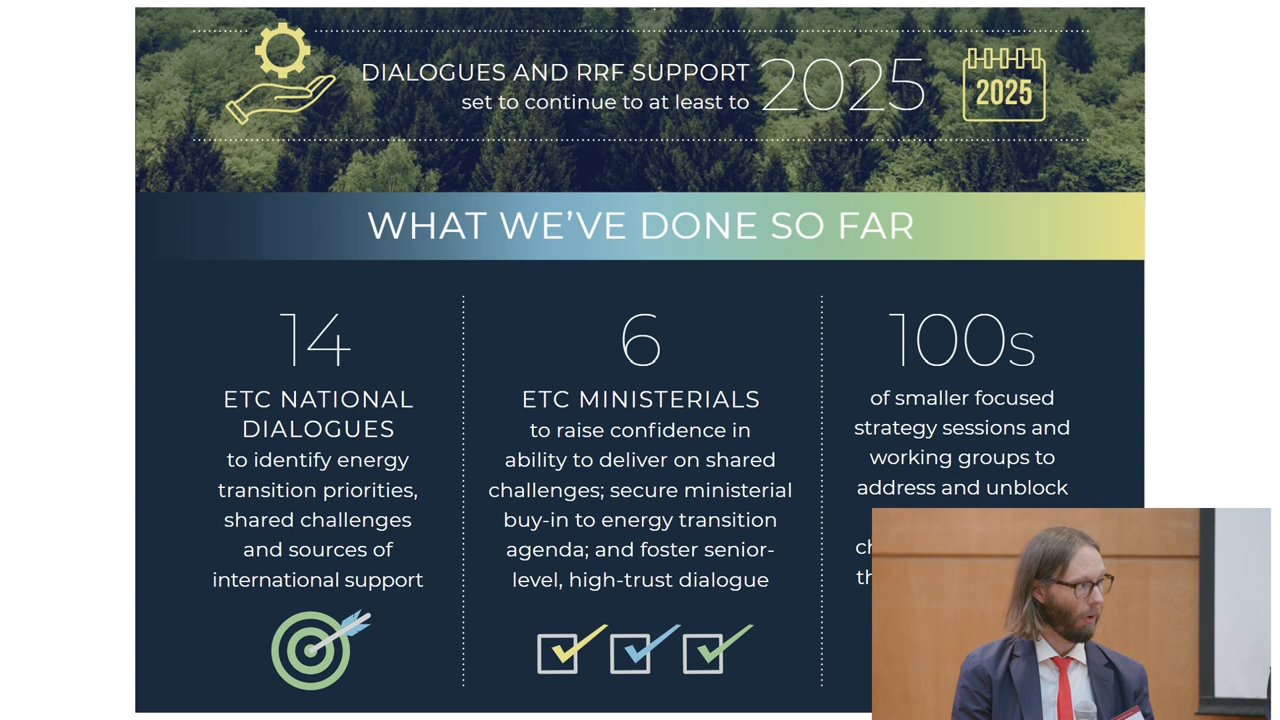 DIALOGUES AND RRF SUPPORT
set to continue to at least to
2025
2025
WHAT WE’VE DONE SO FAR
14
ETC NATIONAL
DIALOGUES
to identify energy
transition priorities,
shared challenges
and sources of
international support
6
ETC MINISTERIALS
to raise confidence in
ability to deliver on shared
challenges; secure ministerial
buy-in to energy transition
agenda; and foster senior-
level, high-trust dialogue
100s
of smaller focused
strategy sessions and
working groups to
address and unblock